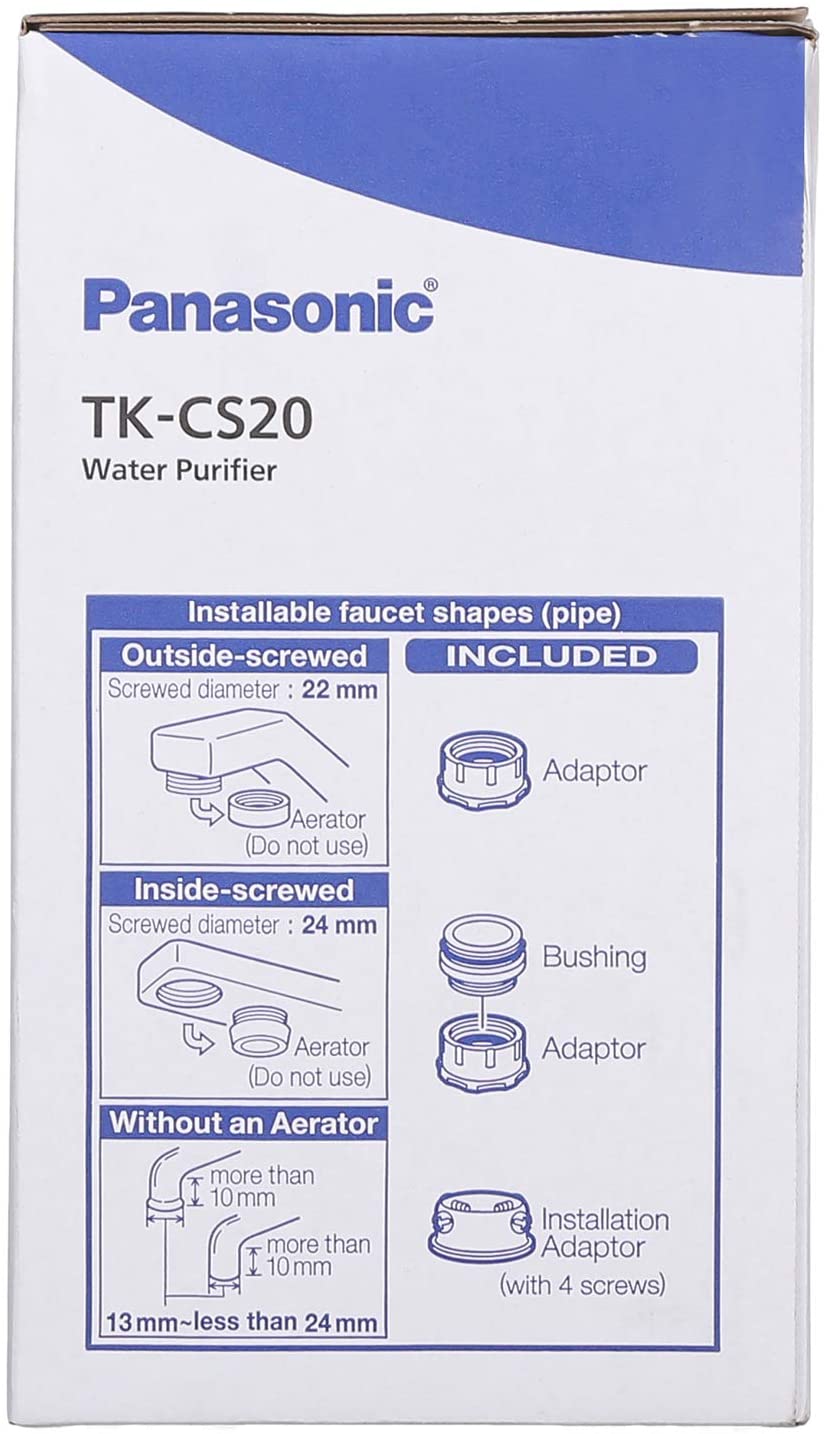 Panasonic®
TK-CS20
Water Purifier
Installable faucet shapes (pipe)
Outside-screwed
Screwed diameter : 22 mm
Aerator
(Do not use)
INCLUDED
Adaptor
Inside-screwed
Screwed diameter : 24 mm
Aerator
(Do not use)
Bushing
Adaptor
Without an Aerator
more than
10 mm
more than
10 mm
13 mm~less than 24 mm
Installation
Adaptor
(with 4 screws)